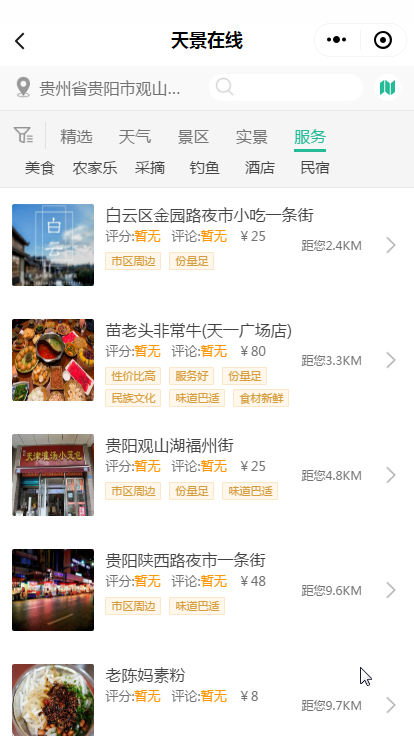 天景在线
贵州省贵阳市观山...
精选 天气 景区 实景 服务
美食 农家乐 采摘 钓鱼 酒店 民宿
白云
白云区金园路夜市小吃一条街
评分:暂无 评论:暂无 ￥25
距您2.4KM
市区周边 份量足
苗老头非常牛(天一广场店)
评分:暂无 评论:暂无 ￥80
距您3.3KM
性价比高 服务好 份量足
民族文化 味道巴适 食材新鲜
天津灌汤小笼包
贵阳观山湖福州街
评分:暂无 评论:暂无 ￥25
距您4.8KM
市区周边 份量足 味道巴适
贵阳陕西路夜市一条街
评分:暂无 评论:暂无 ￥48
距您9.6KM
市区周边 味道巴适
老陈妈素粉
评分:暂无 评论:暂无 ￥8
距您9.7KM